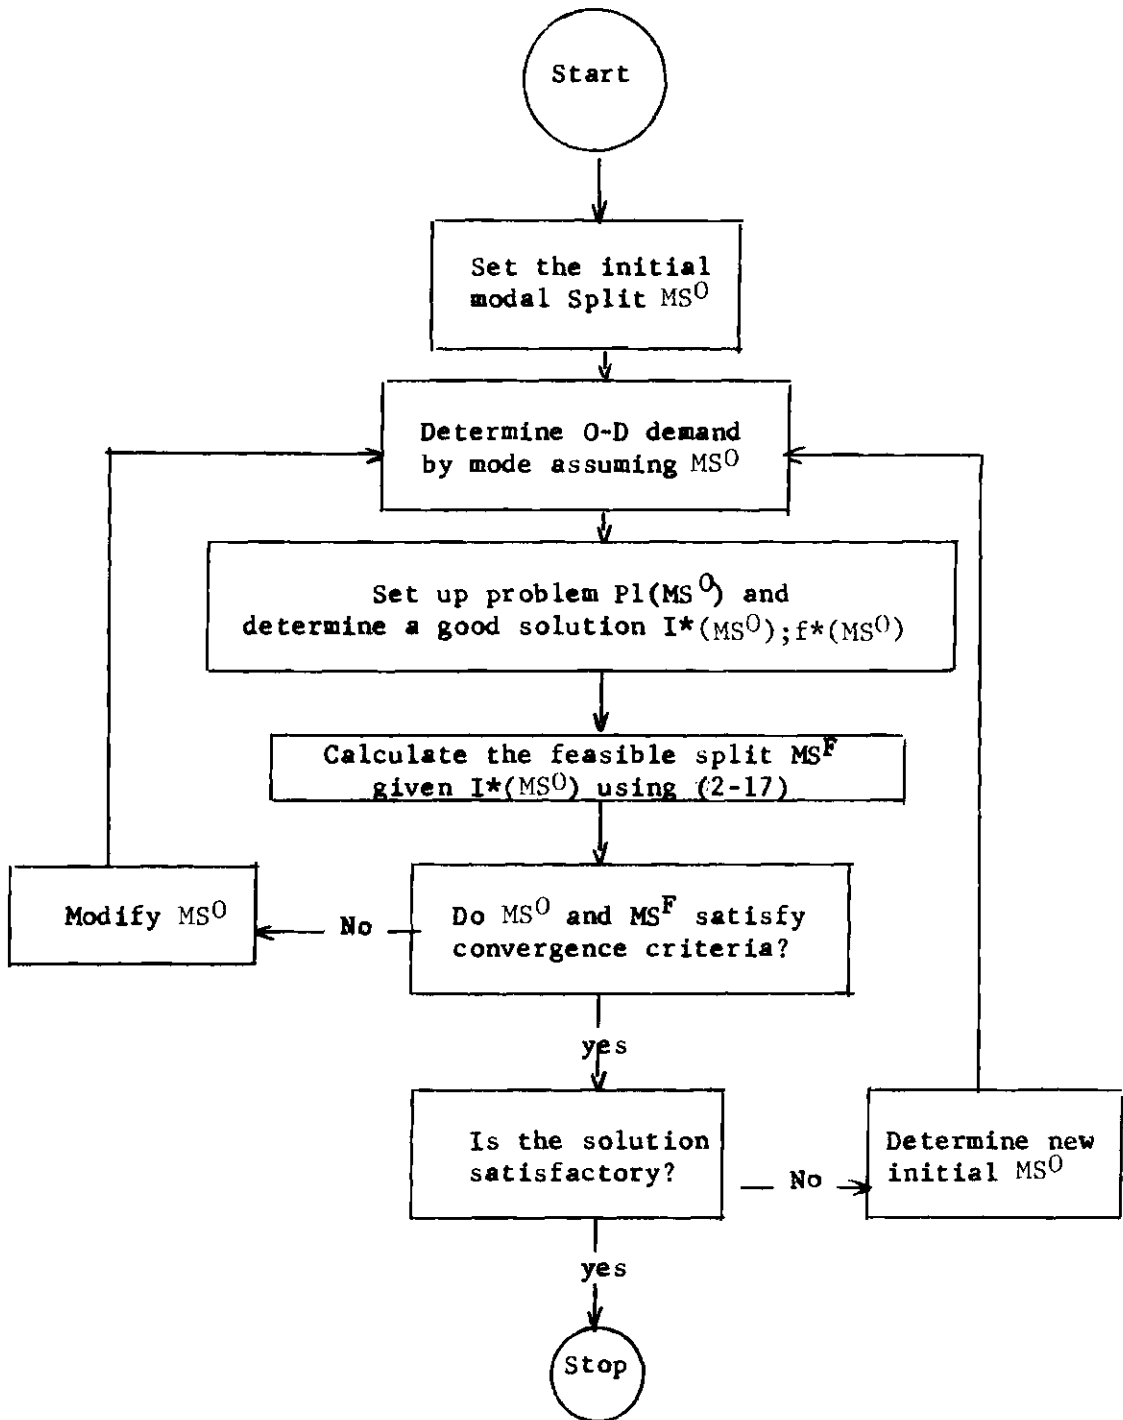 Start
Set the initial
modal Split MS⁰
Determine O-D demand
by mode assuming MS⁰
Set up problem P1(MS⁰) and
determine a good solution I*(MS⁰);f*(MS⁰)
Calculate the feasible split MSᶠ
given I*(MS⁰) using (2-17)
Modify MS⁰
No
Do MS⁰ and MSᶠ satisfy
convergence criteria?
yes
Is the solution
satisfactory?
No
Determine new
initial MS⁰
yes
Stop